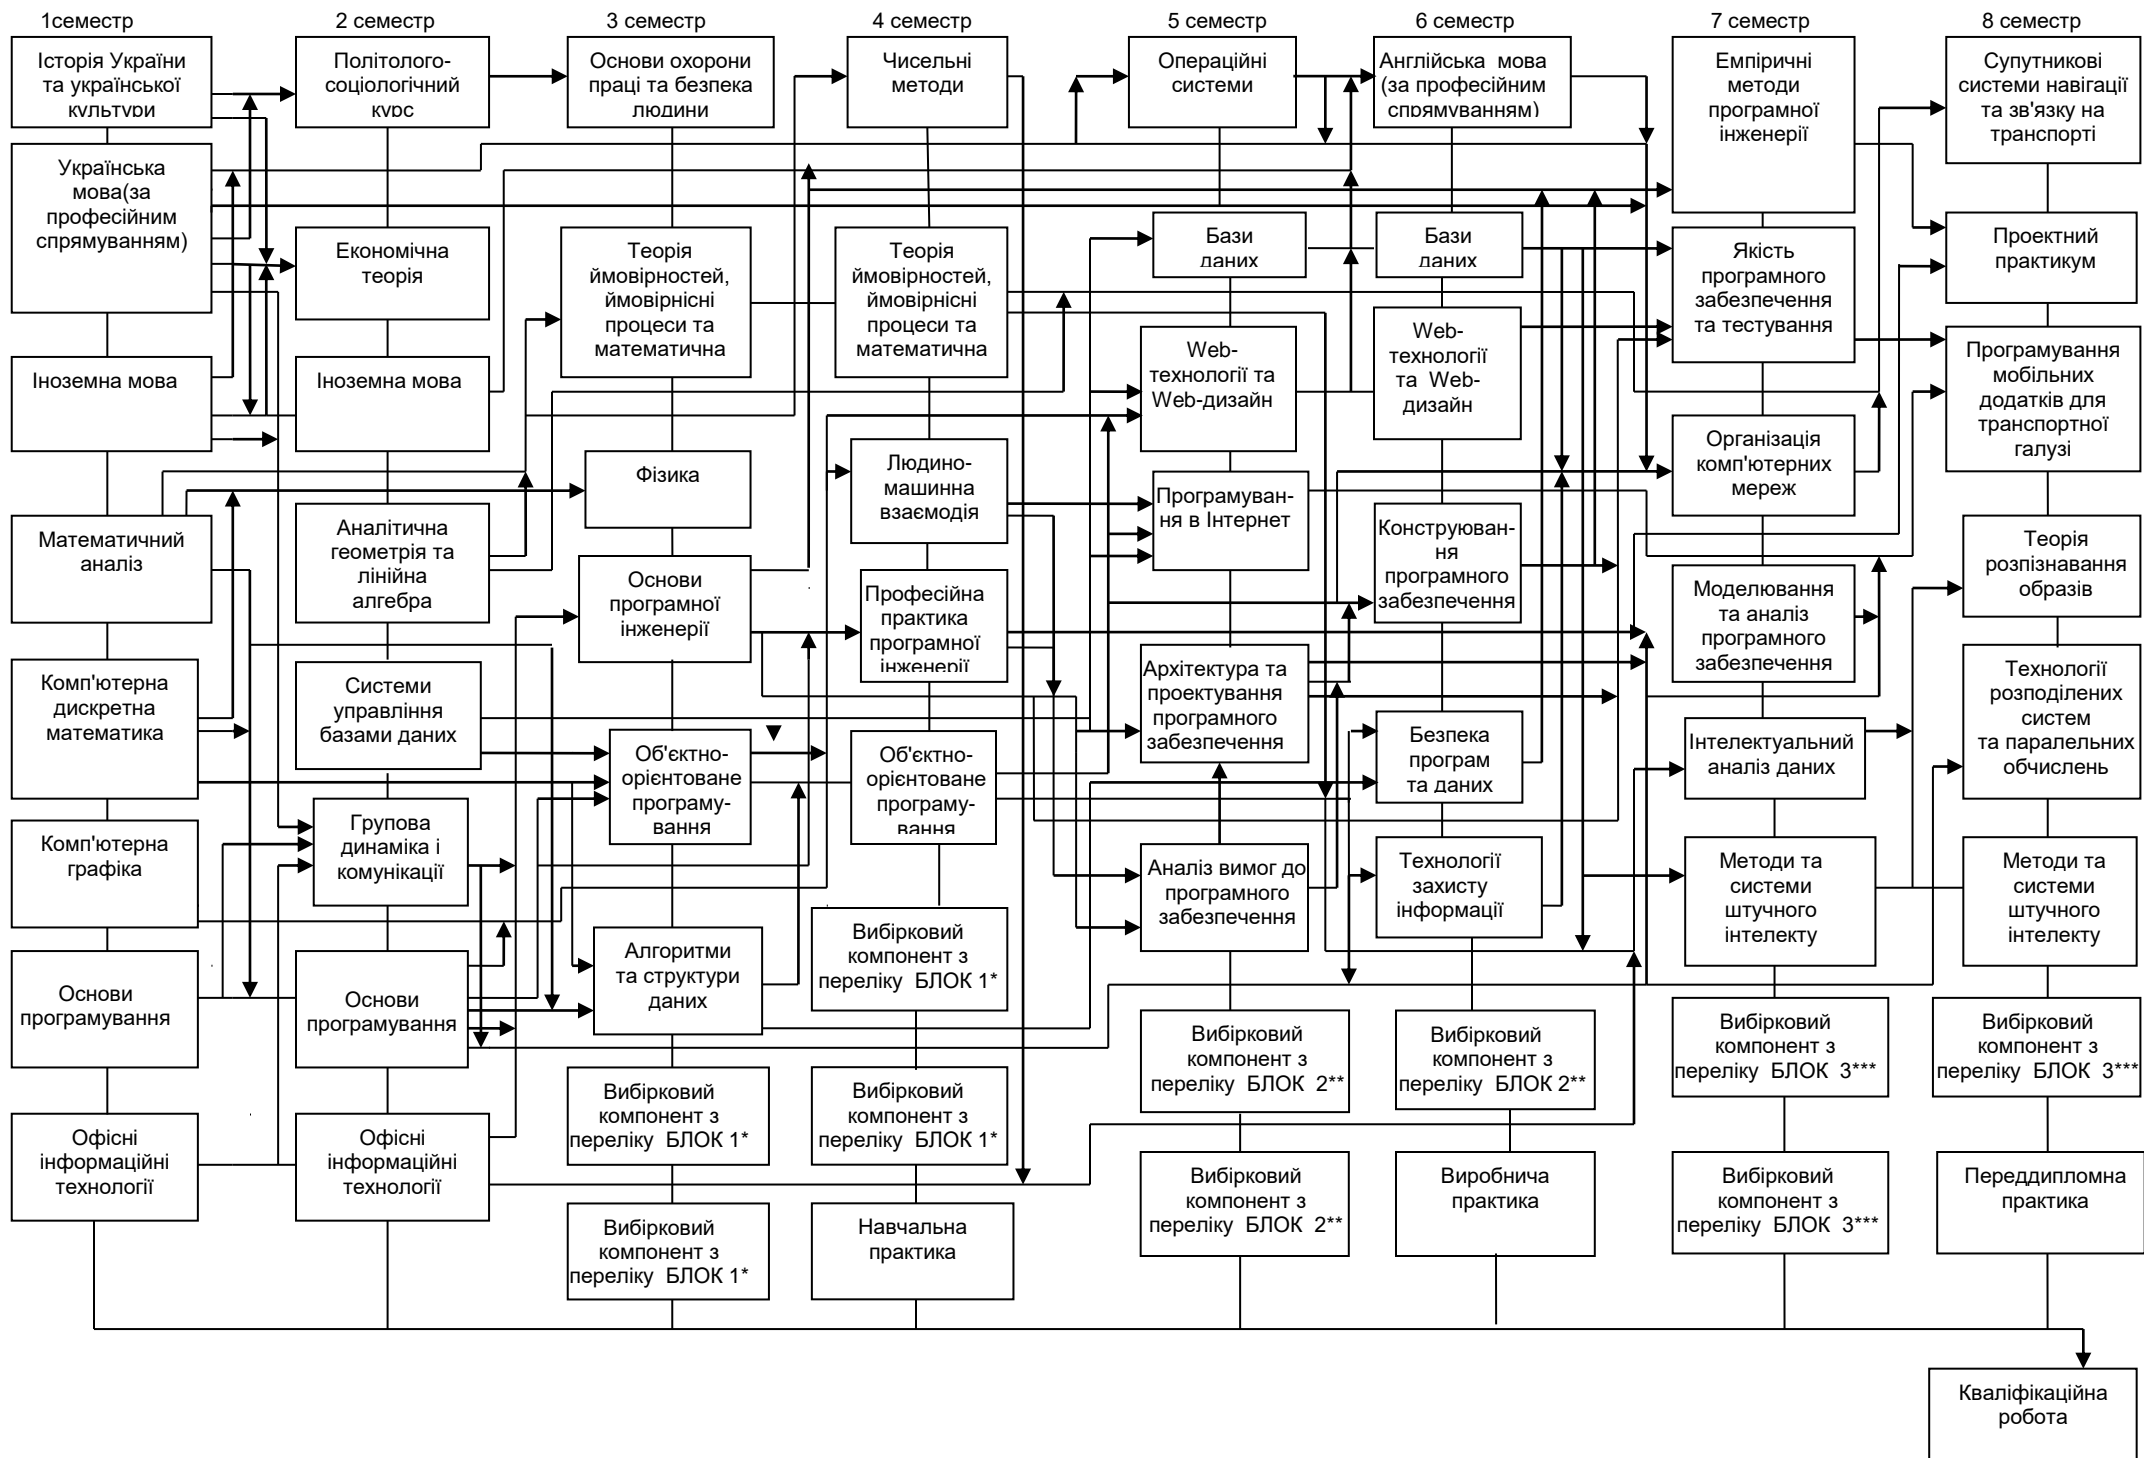 1семестр
2 семестр
3 семестр
4 семестр
5 семестр
6 семестр
7 семестр
8 семестр
Історія України
та української
культури
Українська
мова(за
професійним
спрямуванням)
Іноземна мова
Математичний
аналіз
Комп'ютерна
дискретна
математика
Комп'ютерна
графіка
Основи
програмування
Офісні
інформаційні
технології
Політолого-
соціологічний
курс
Економічна
теорія
Іноземна мова
Аналітична
геометрія та
лінійна
алгебра
Системи
управління
базами даних
Групова
динаміка і
комунікації
Основи
програмування
Офісні
інформаційні
технології
Основи охорони
праці та безпека
людини
Теорія
ймовірностей,
ймовірнісні
процеси та
математична
Фізика
Основи
програмної
інженерії
Об'єктно-
орієнтоване
програму-
вання
Алгоритми
та структури
даних
Вибірковий
компонент з
переліку БЛОК 1*
Вибірковий
компонент з
переліку БЛОК 1*
Чисельні
методи
Теорія
ймовірностей,
ймовірнісні
процеси та
математична
Людино-
машинна
взаємодія
Професійна
практика
програмної
інженерії
Об'єктно-
орієнтоване
програму-
вання
Вибірковий
компонент з
переліку БЛОК 1*
Вибірковий
компонент з
переліку БЛОК 1*
Навчальна
практика
Операційні
системи
Бази
даних
Web-
технології та
Web-дизайн
Програмуван-
ня в Інтернет
Архітектура та
проектування
програмного
забезпечення
Аналіз вимог до
програмного
забезпечення
Вибірковий
компонент з
переліку БЛОК 2**
Вибірковий
компонент з
переліку БЛОК 2**
Англійська мова
(за професійним
спрямуванням)
Бази
даних
Web-
технології
та Web-
дизайн
Конструюван-
ня
програмного
забезпечення
Безпека
програм
та даних
Технології
захисту
інформації
Вибірковий
компонент з
переліку БЛОК 2**
Виробнича
практика
Емпіричні
методи
програмної
інженерії
Якість
програмного
забезпечення
та тестування
Організація
комп'ютерних
мереж
Моделювання
та аналіз
програмного
забезпечення
Інтелектуальний
аналіз даних
Методи та
системи
штучного
інтелекту
Вибірковий
компонент з
переліку БЛОК 3***
Вибірковий
компонент з
переліку БЛОК 3***
Супутникові
системи навігації
та зв'язку на
транспорті
Проектний
практикум
Програмування
мобільних
додатків для
транспортної
галузі
Теорія
розпізнавання
образів
Технології
розподілених
систем
та паралельних
обчислень
Методи та
системи
штучного
інтелекту
Вибірковий
компонент з
переліку БЛОК 3***
Переддипломна
практика
Кваліфікаційна
робота